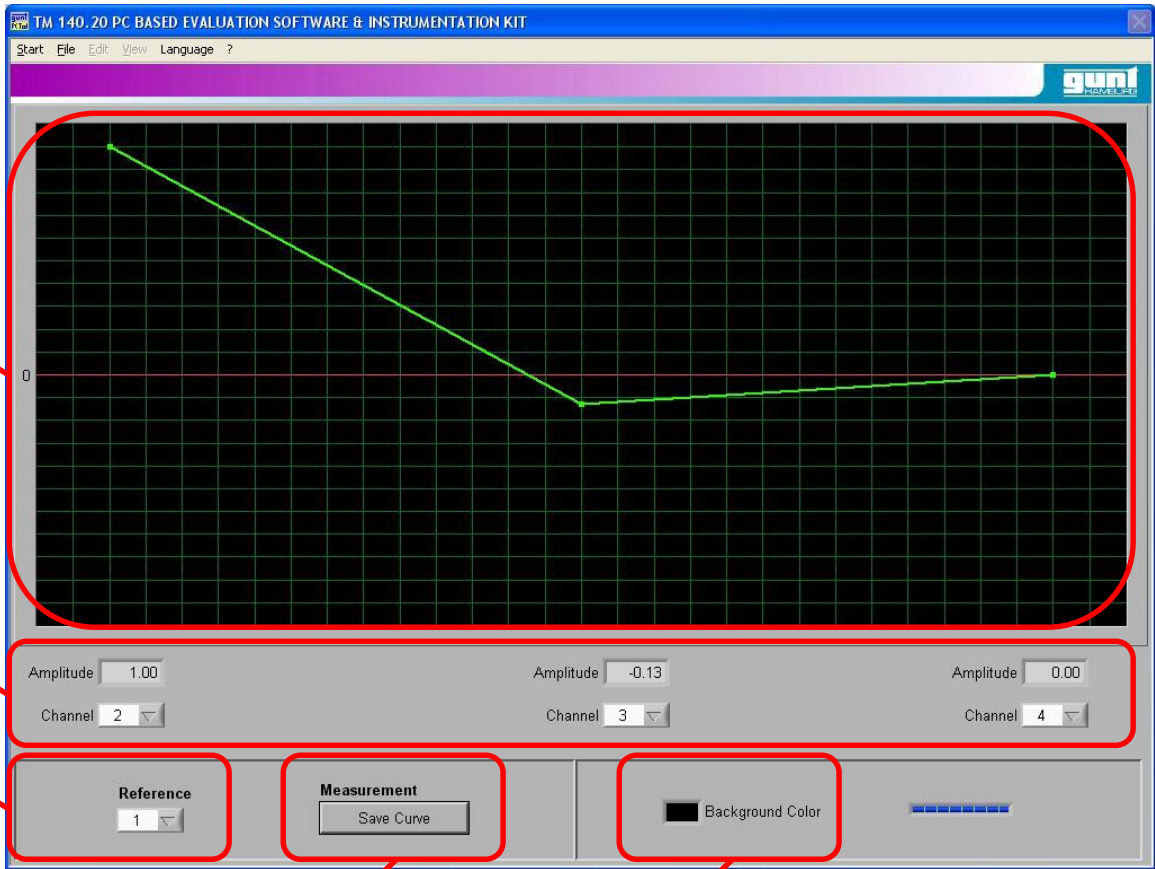 TM 140.20 PC BASED EVALUATION SOFTWARE & INSTRUMENTATION KIT
Start File Edit View Language ?
gunt
HAMBURG
0
Amplitude 1.00 Amplitude -0.13 Amplitude 0.00
Channel 2 Channel 3 Channel 4
Reference
1
Measurement
Save Curve
Background Color